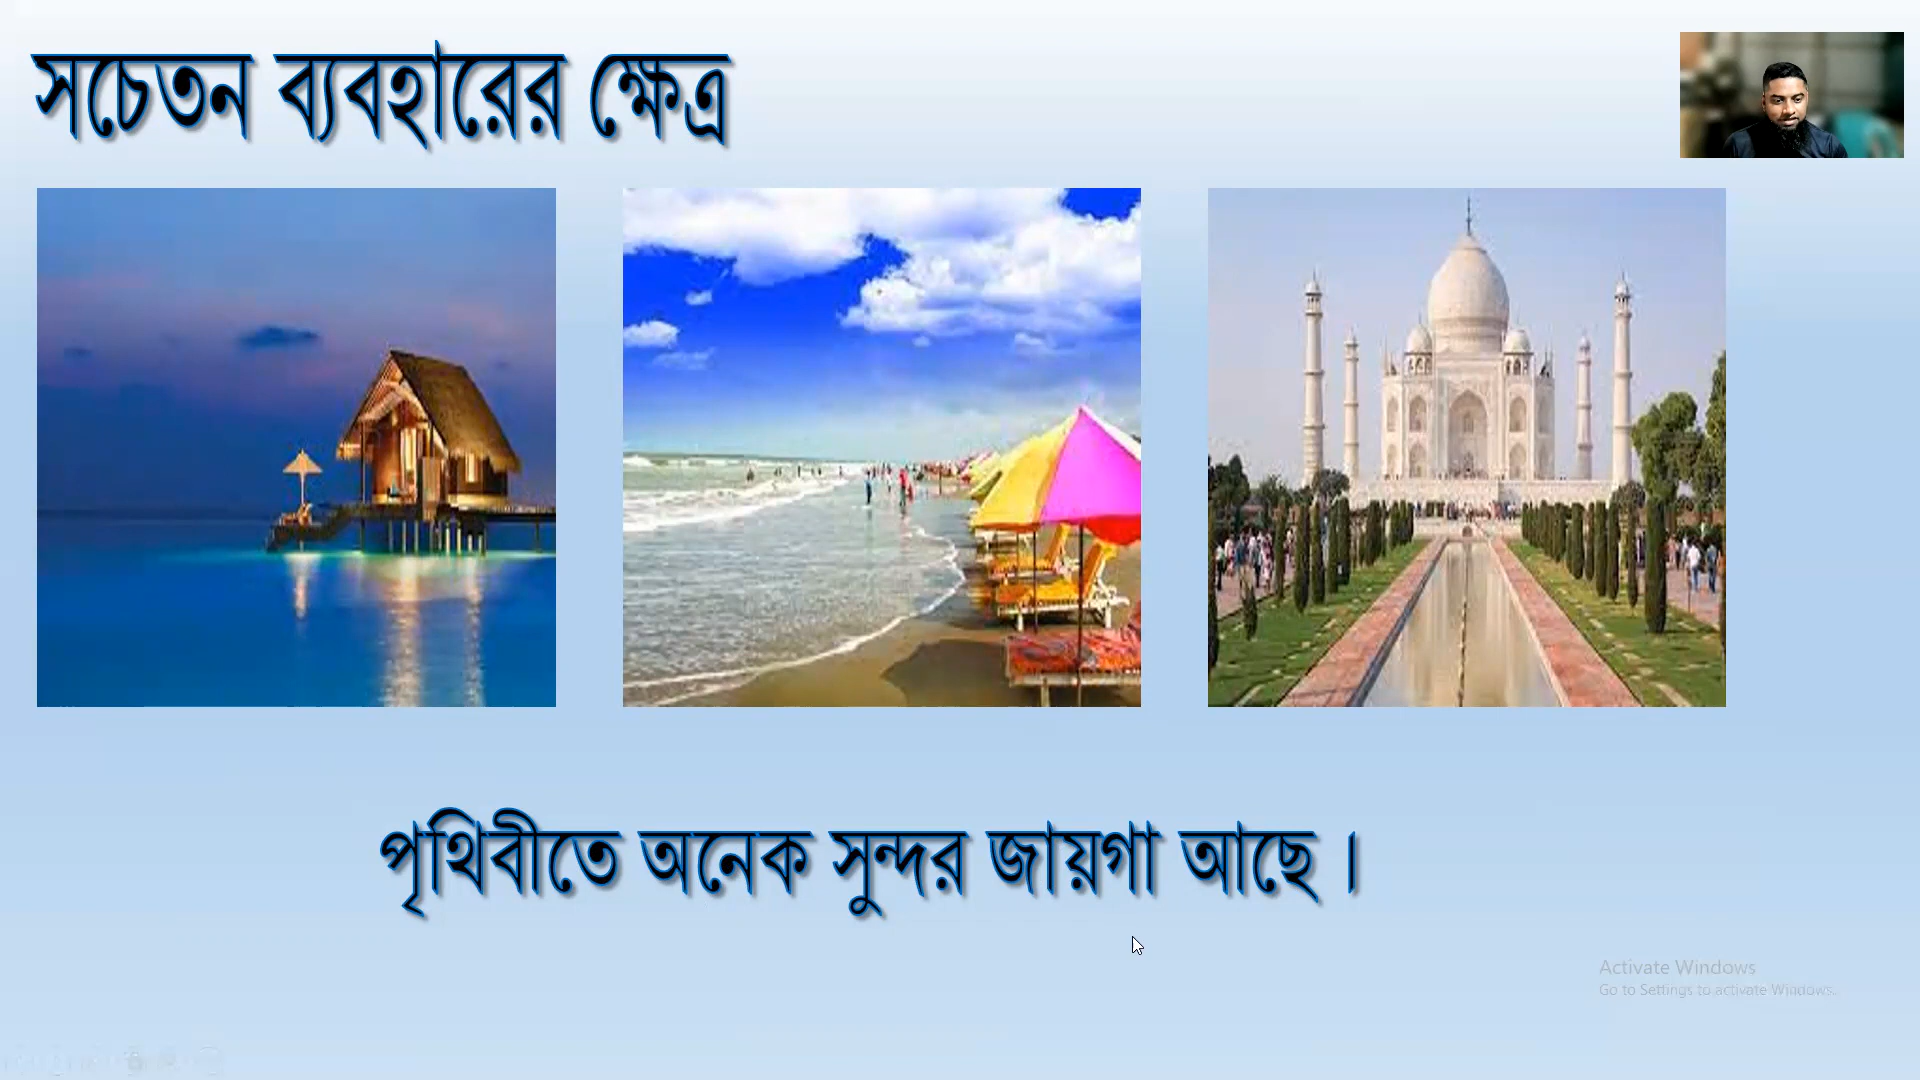 সচেতন ব্যবহারের ক্ষেত্র
পৃথিবীতে অনেক সুন্দর জায়গা আছে ।
Activate Windows
Go to Settings to activate Windows.